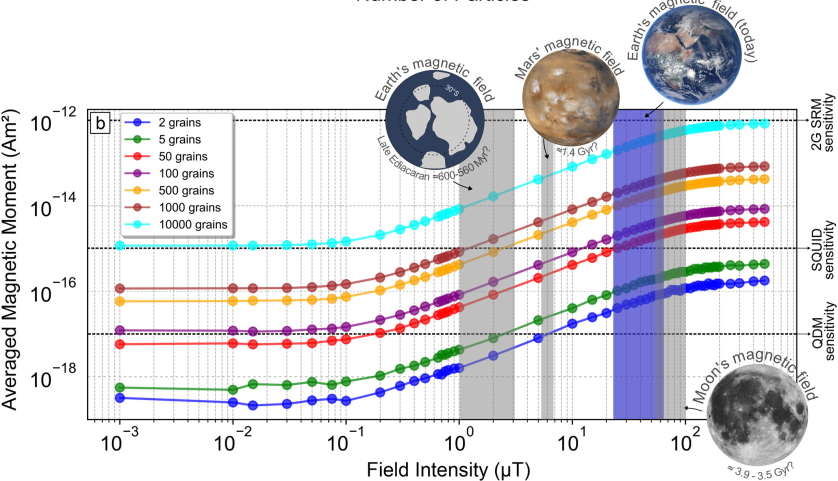 Number of Particles
Earth's magnetic field (today)
Mars' magnetic field
Earth's magnetic field
30°S
Late Ediacaran ≈600-560 Myr?
≈1.4 Gyr?
b
2 grains
5 grains
50 grains
100 grains
500 grains
1000 grains
10000 grains
Averaged Magnetic Moment (Am²)
10⁻¹²
10⁻¹⁴
10⁻¹⁶
10⁻¹⁸
2G SRM
sensitivity
SQUID
sensitivity
QDM
sensitivity
Moon's magnetic field
≈ 3.9 - 3.5 Gyr?
10⁻³
10⁻²
10⁻¹
10⁰
10¹
10²
Field Intensity (μT)